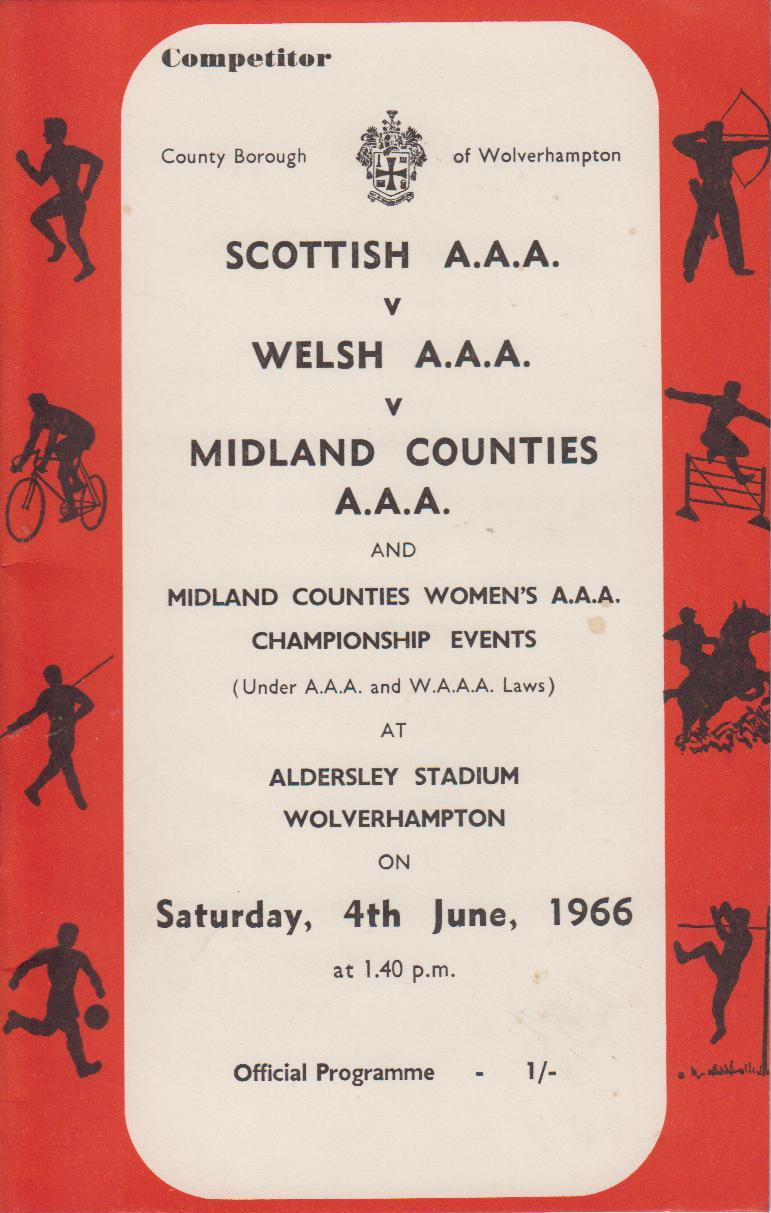 Competitor
County Borough of Wolverhampton
SCOTTISH A.A.A.
v
WELSH A.A.A.
v
MIDLAND COUNTIES
A.A.A.
AND
MIDLAND COUNTIES WOMEN'S A.A.A.
CHAMPIONSHIP EVENTS
(Under A.A.A. and W.A.A.A. Laws)
AT
ALDERSLEY STADIUM
WOLVERHAMPTON
ON
Saturday, 4th June, 1966
at 1.40 p.m.
Official Programme - 1/-